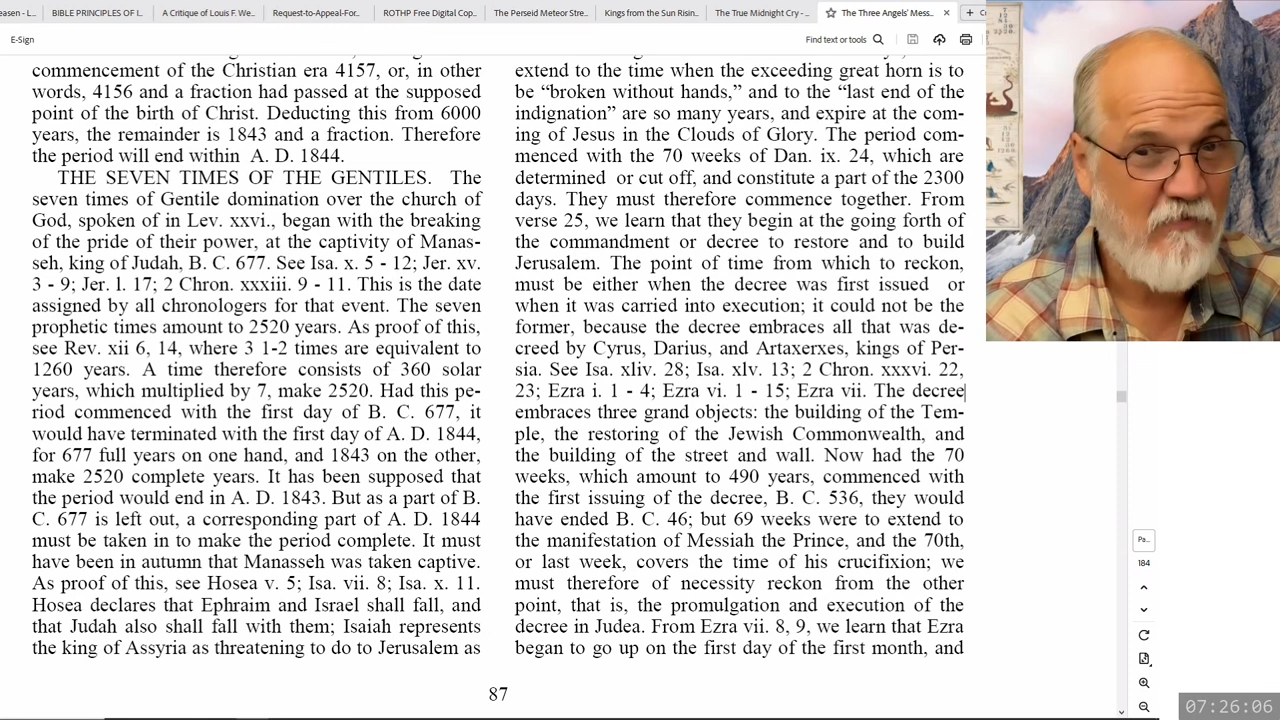 easen - L...
BIBLE PRINCIPLES OF I...
A Critique of Louis F. We...
Request-to-Appeal-For...
ROTHP Free Digital Cop...
The Perseid Meteor Stre...
Kings from the Sun Risin...
The True Midnight Cry - ...
The Three Angels' Mess...
E-Sign
Find text or tools
commencement of the Christian era 4157, or, in other
words, 4156 and a fraction had passed at the supposed
point of the birth of Christ. Deducting this from 6000
years, the remainder is 1843 and a fraction. Therefore
the period will end within A. D. 1844.
THE SEVEN TIMES OF THE GENTILES. The
seven times of Gentile domination over the church of
God, spoken of in Lev. xxvi., began with the breaking
of the pride of their power, at the captivity of Manas-
seh, king of Judah, B. C. 677. See Isa. x. 5 - 12; Jer. xv.
3 - 9; Jer. l. 17; 2 Chron. xxxiii. 9 - 11. This is the date
assigned by all chronologers for that event. The seven
prophetic times amount to 2520 years. As proof of this,
see Rev. xii 6, 14, where 3 1-2 times are equivalent to
1260 years. A time therefore consists of 360 solar
years, which multiplied by 7, make 2520. Had this pe-
riod commenced with the first day of B. C. 677, it
would have terminated with the first day of A. D. 1844,
for 677 full years on one hand, and 1843 on the other,
make 2520 complete years. It has been supposed that
the period would end in A. D. 1843. But as a part of B.
C. 677 is left out, a corresponding part of A. D. 1844
must be taken in to make the period complete. It must
have been in autumn that Manasseh was taken captive.
As proof of this, see Hosea v. 5; Isa. vii. 8; Isa. x. 11.
Hosea declares that Ephraim and Israel shall fall, and
that Judah also shall fall with them; Isaiah represents
the king of Assyria as threatening to do to Jerusalem as
extend to the time when the exceeding great horn is to
be “broken without hands,” and to the “last end of the
indignation” are so many years, and expire at the com-
ing of Jesus in the Clouds of Glory. The period com-
menced with the 70 weeks of Dan. ix. 24, which are
determined or cut off, and constitute a part of the 2300
days. They must therefore commence together. From
verse 25, we learn that they begin at the going forth of
the commandment or decree to restore and to build
Jerusalem. The point of time from which to reckon,
must be either when the decree was first issued or
when it was carried into execution; it could not be the
former, because the decree embraces all that was de-
creed by Cyrus, Darius, and Artaxerxes, kings of Per-
sia. See Isa. xliv. 28; Isa. xlv. 13; 2 Chron. xxxvi. 22,
23; Ezra i. 1 - 4; Ezra vi. 1 - 15; Ezra vii. The decree
embraces three grand objects: the building of the Tem-
ple, the restoring of the Jewish Commonwealth, and
the building of the street and wall. Now had the 70
weeks, which amount to 490 years, commenced with
the first issuing of the decree, B. C. 536, they would
have ended B. C. 46; but 69 weeks were to extend to
the manifestation of Messiah the Prince, and the 70th,
or last week, covers the time of his crucifixion; we
must therefore of necessity reckon from the other
point, that is, the promulgation and execution of the
decree in Judea. From Ezra vii. 8, 9, we learn that Ezra
began to go up on the first day of the first month, and
87
Pa...
184
07:26:06